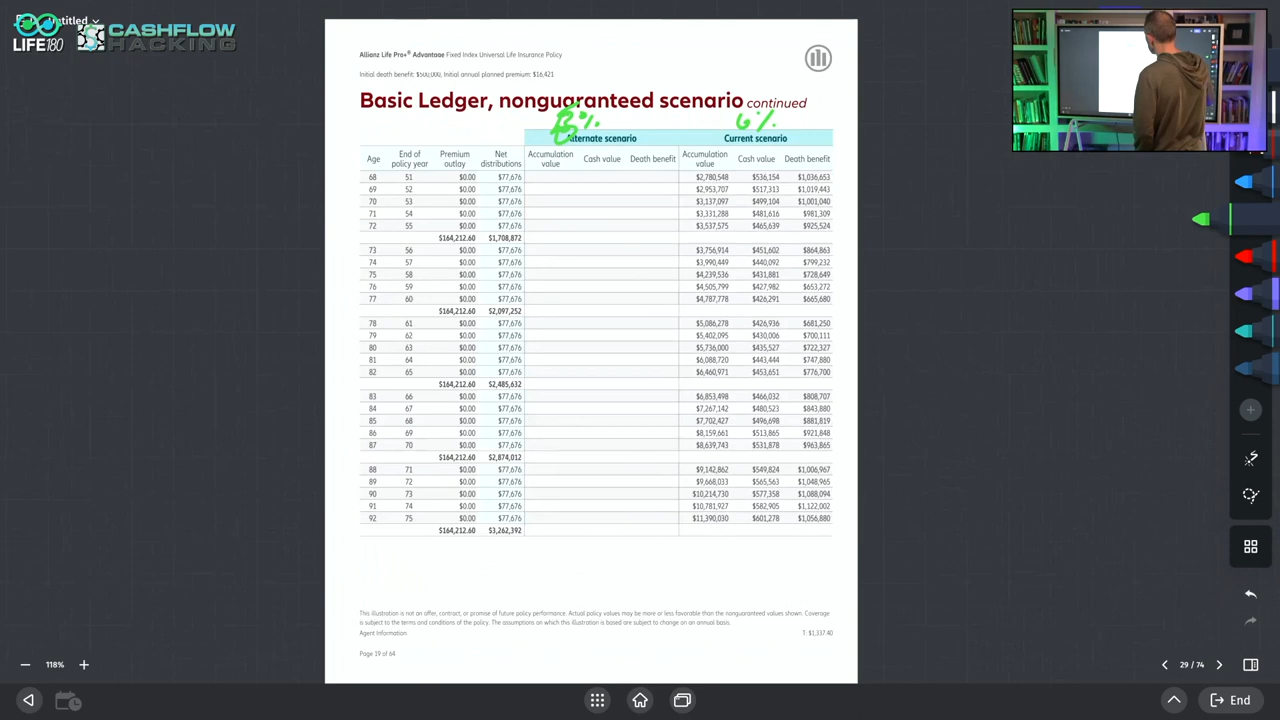 Untitled
LIFE180
CASHFLOW
HACKING
Allianz Life Pro+® Advantage Fixed Index Universal Life Insurance Policy
Initial death benefit: $500,000, Initial annual planned premium: $16,421
Basic Ledger, nonguaranteed scenario continued
6%
Alternate scenario Current scenario
Age End of policy year Premium outlay Net distributions Accumulation value Cash value Death benefit Accumulation value Cash value Death benefit
68 51 $0.00 $77,676 $2,780,548 $536,154 $1,036,653
69 52 $0.00 $77,676 $2,953,707 $517,313 $1,019,443
70 53 $0.00 $77,676 $3,137,097 $499,104 $1,001,040
71 54 $0.00 $77,676 $3,331,288 $481,616 $981,309
72 55 $0.00 $77,676 $3,537,575 $465,639 $925,524
$164,212.60 $1,708,872
73 56 $0.00 $77,676 $3,756,914 $451,602 $864,863
74 57 $0.00 $77,676 $3,990,449 $440,092 $799,232
75 58 $0.00 $77,676 $4,239,536 $431,881 $728,649
76 59 $0.00 $77,676 $4,505,799 $427,982 $653,272
77 60 $0.00 $77,676 $4,787,778 $426,291 $665,680
$164,212.60 $2,097,252
78 61 $0.00 $77,676 $5,086,278 $426,936 $681,250
79 62 $0.00 $77,676 $5,402,095 $430,006 $700,111
80 63 $0.00 $77,676 $5,736,000 $435,527 $722,327
81 64 $0.00 $77,676 $6,088,720 $443,444 $747,880
82 65 $0.00 $77,676 $6,460,971 $453,651 $776,700
$164,212.60 $2,485,632
83 66 $0.00 $77,676 $6,853,498 $466,032 $808,707
84 67 $0.00 $77,676 $7,267,142 $480,523 $843,880
85 68 $0.00 $77,676 $7,702,427 $496,698 $881,819
86 69 $0.00 $77,676 $8,159,661 $513,865 $921,848
87 70 $0.00 $77,676 $8,639,743 $531,878 $963,865
$164,212.60 $2,874,012
88 71 $0.00 $77,676 $9,142,862 $549,824 $1,006,967
89 72 $0.00 $77,676 $9,668,033 $565,563 $1,048,965
90 73 $0.00 $77,676 $10,214,730 $577,358 $1,088,094
91 74 $0.00 $77,676 $10,781,927 $582,905 $1,122,002
92 75 $0.00 $77,676 $11,390,030 $601,278 $1,056,880
$164,212.60 $3,262,392
This illustration is not an offer, contract, or promise of future policy performance. Actual policy values may be more or less favorable than the nonguaranteed values shown. Coverage
is subject to the terms and conditions of the policy. The assumptions on which this illustration is based are subject to change on an annual basis.
Agent Information: T: $1,337.40
Page 19 of 64
118% 29 / 74
End